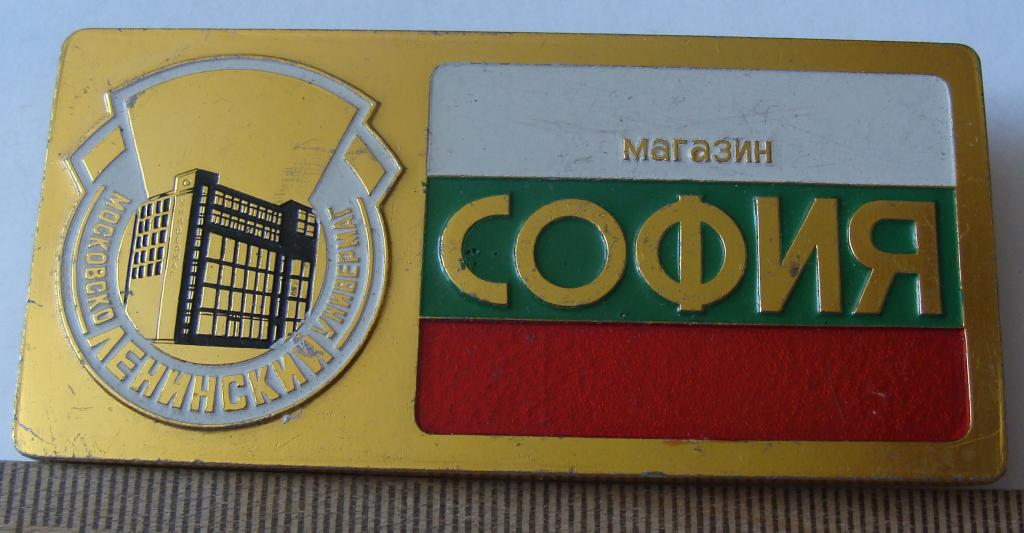 МОСКОВСКО
ЛЕНИНСКИЙ
УНИВЕРМАГ
магазин
СОФИЯ